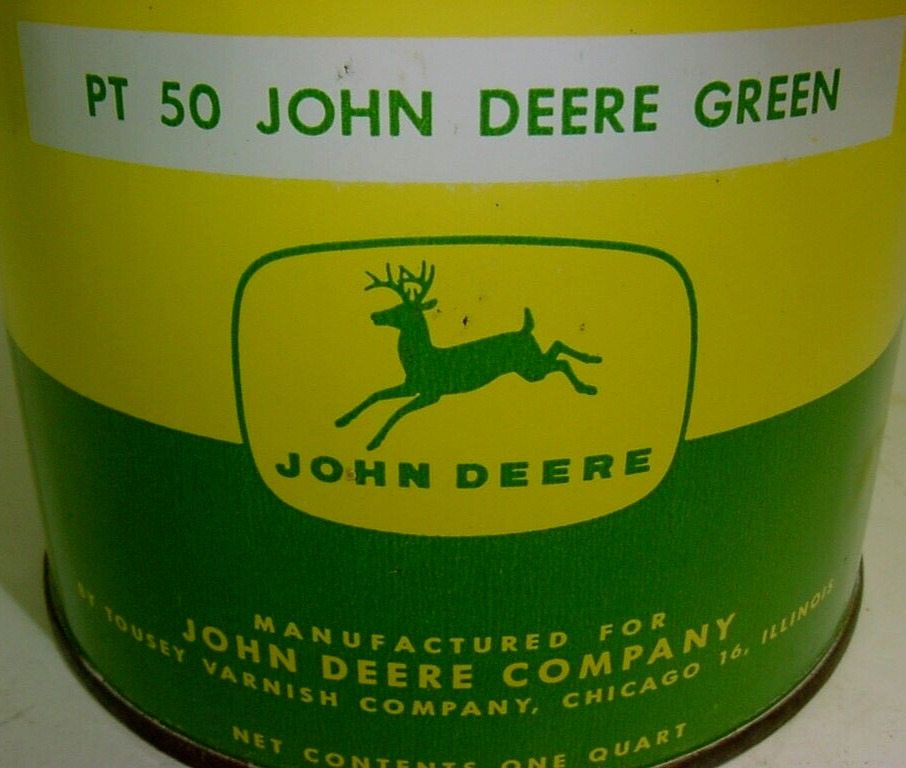 PT 50 JOHN DEERE GREEN
JOHN DEERE
MANUFACTURED FOR
JOHN DEERE COMPANY
BY TOUSEY VARNISH COMPANY, CHICAGO 16, ILLINOIS
NET CONTENTS ONE QUART